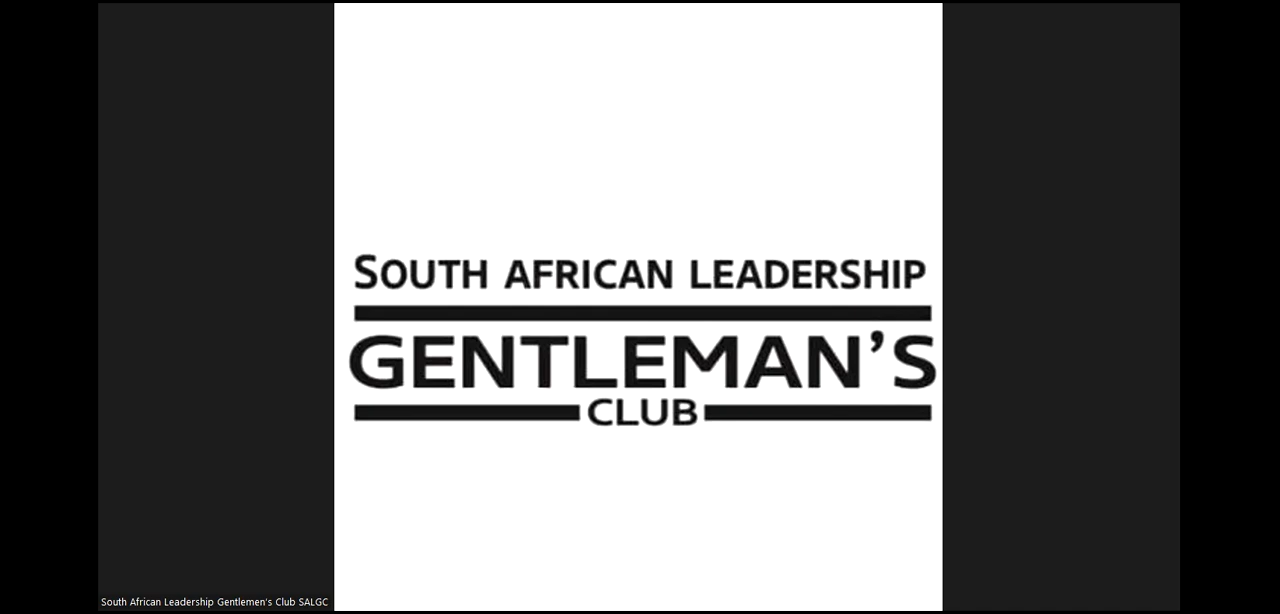 SOUTH AFRICAN LEADERSHIP
GENTLEMAN’S
CLUB
South African Leadership Gentlemen's Club SALGC